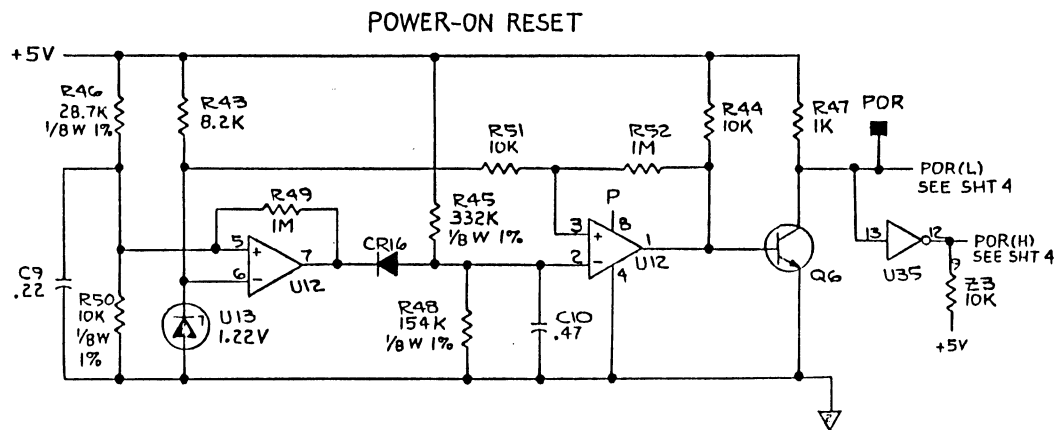 POWER-ON RESET
+5V
R46
28.7K
1/8W 1%
R43
8.2K
R51
10K
R52
1M
R44
10K
R47
1K
POR
POR(L)
SEE SHT 4
R49
1M
R45
332K
1/8W 1%
P
8
3
+
2
-
1
4
U12
5
+
6
-
7
U12
CR16
13
12
U35
POR(H)
SEE SHT 4
Q6
C9
.22
R50
10K
1/8W
1%
U13
1.22V
R48
154K
1/8W 1%
C10
.47
Z3
10K
+5V